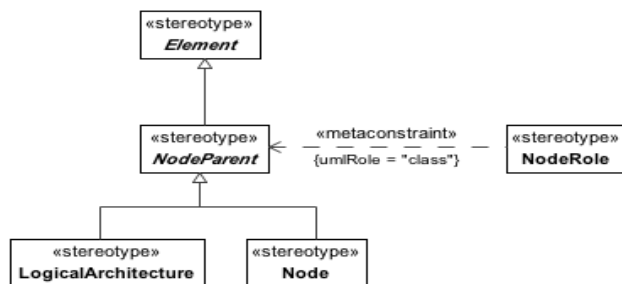 «stereotype»
Element
«stereotype»
NodeParent
«metaconstraint»
{umlRole = "class"}
«stereotype»
NodeRole
«stereotype»
LogicalArchitecture
«stereotype»
Node